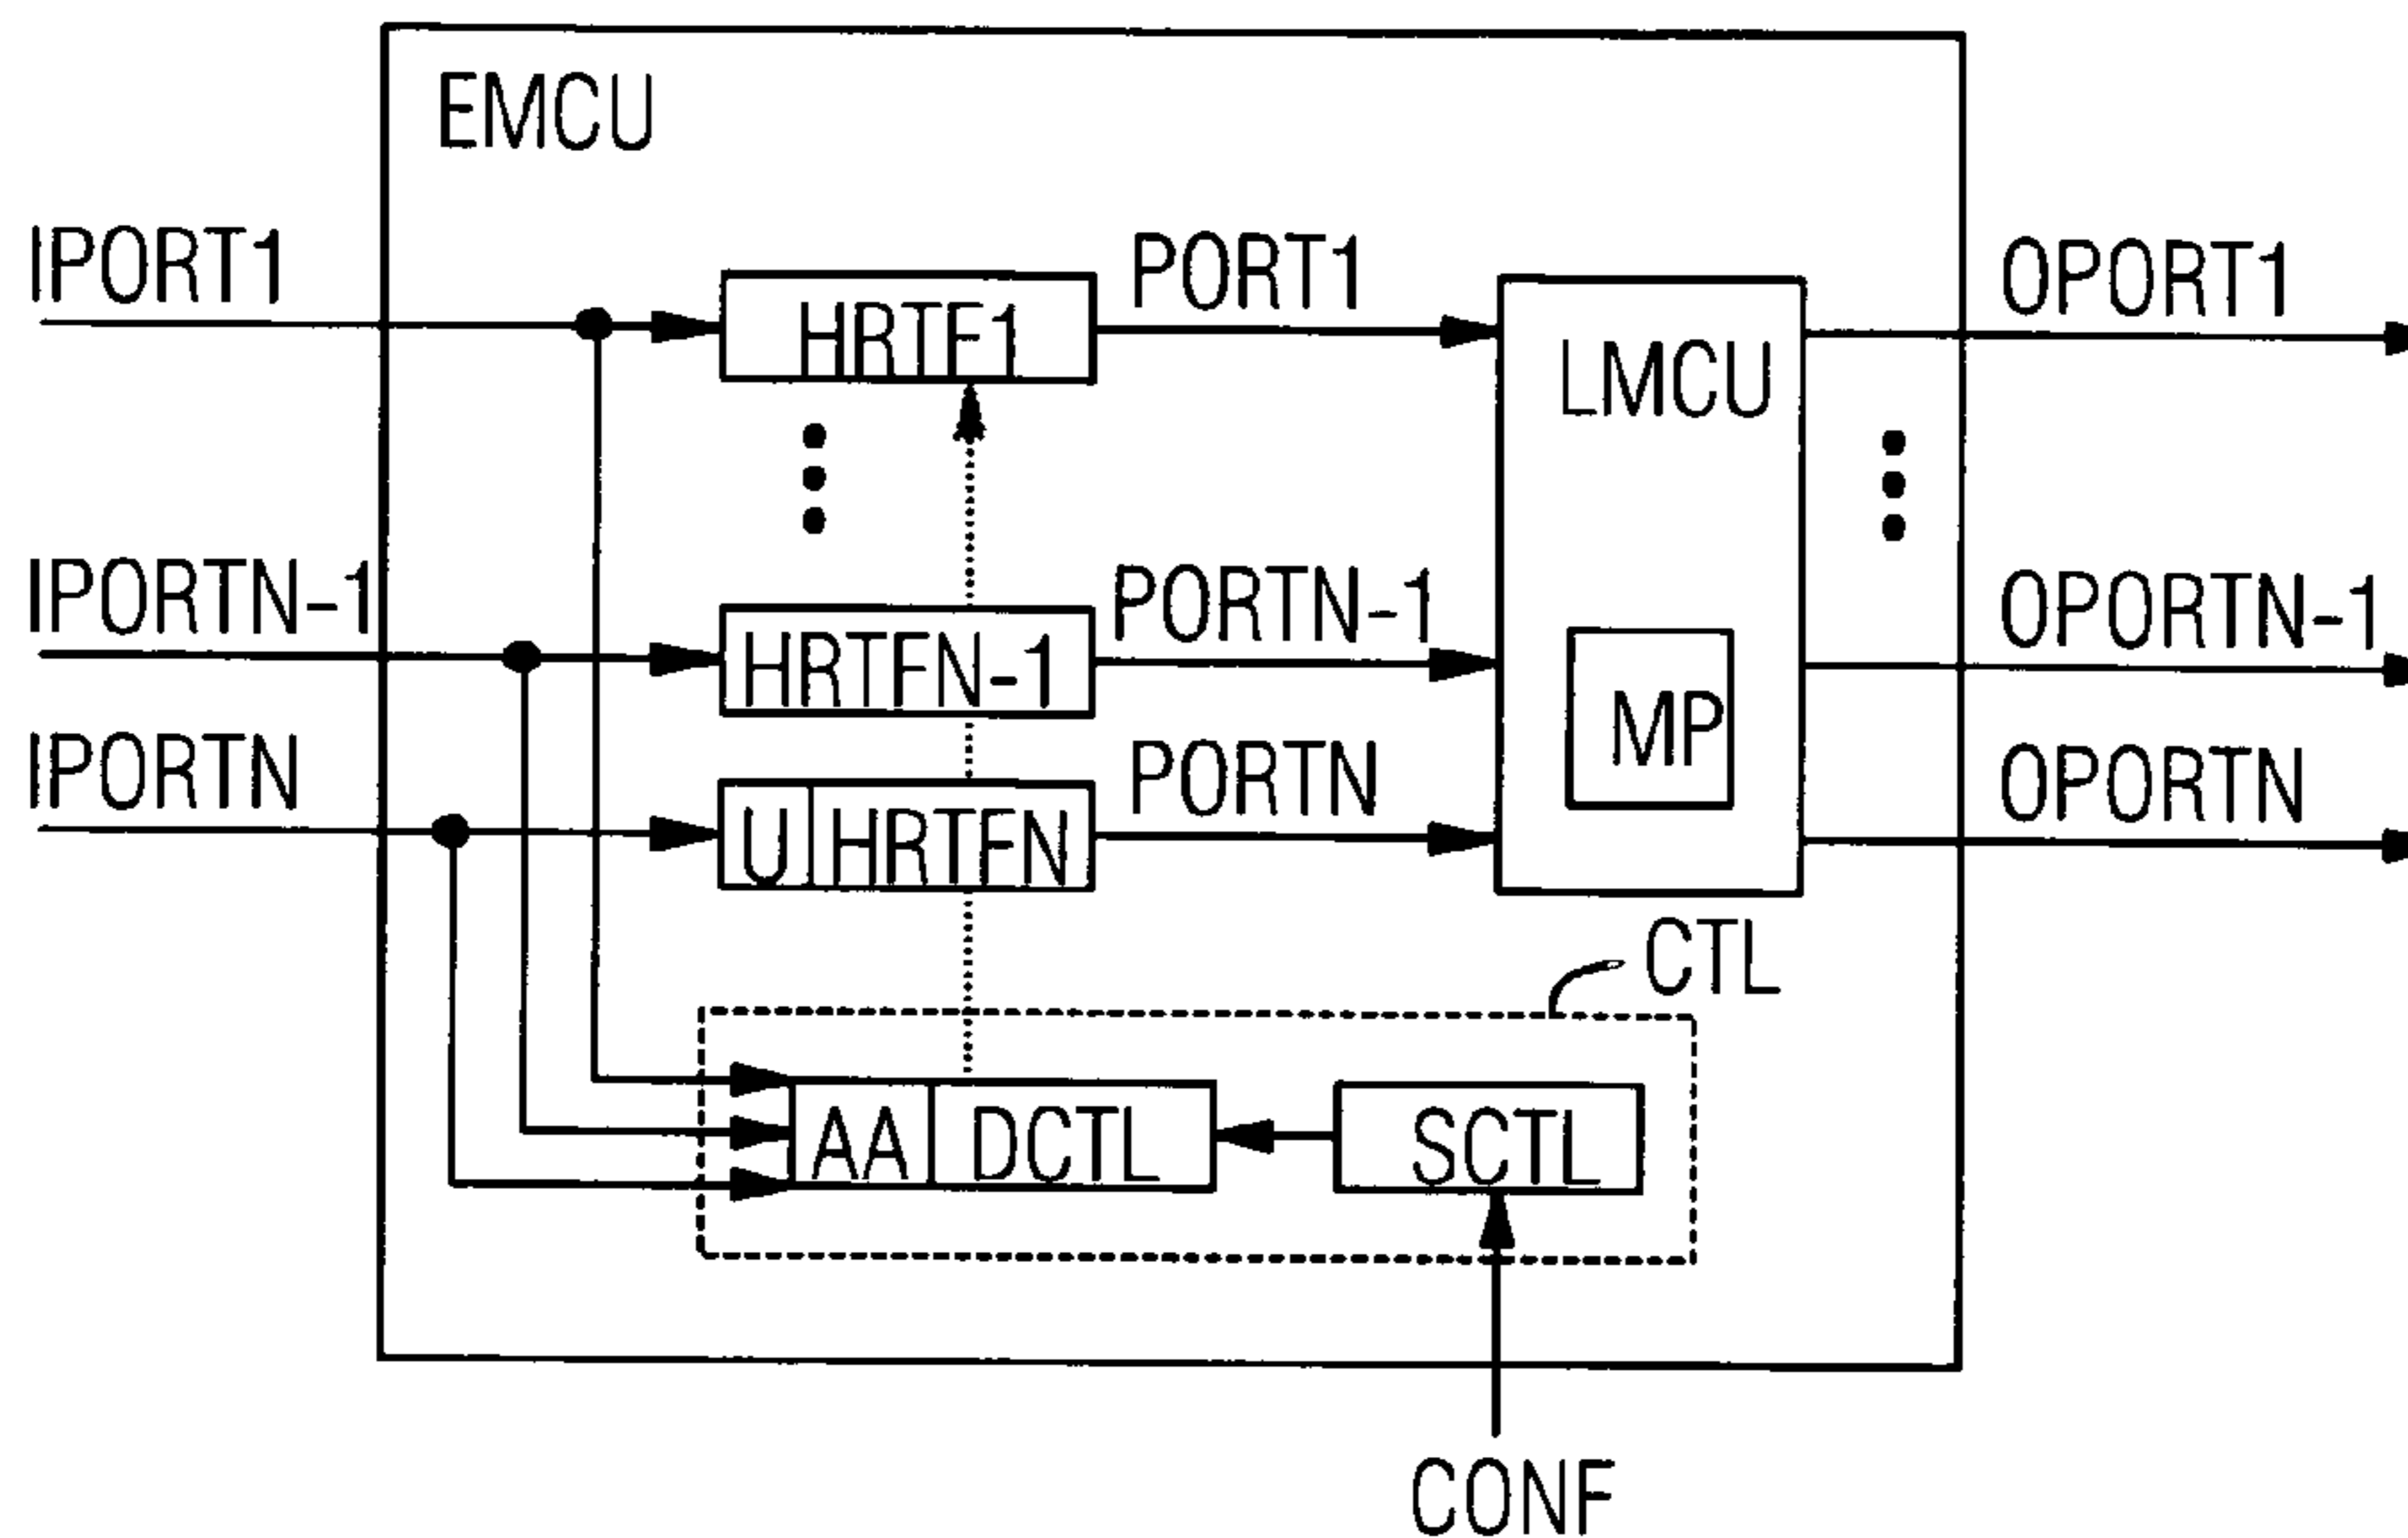 EMCU
IPORT1
HRTF1
PORT1
LMCU
OPORT1
IPORTN-1
HRTFN-1
PORTN-1
MP
OPORTN-1
IPORTN
U HRTFN
PORTN
OPORTN
CTL
AA DCTL
SCTL
CONF